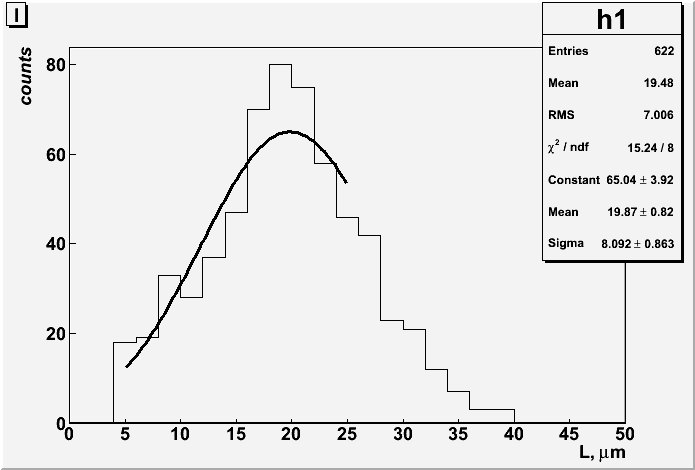 I
h1
Entries 622
Mean 19.48
RMS 7.006
χ² / ndf 15.24 / 8
Constant 65.04 ± 3.92
Mean 19.87 ± 0.82
Sigma 8.092 ± 0.863
counts
80
60
40
20
0
0 5 10 15 20 25 30 35 40 45 50
L, μm